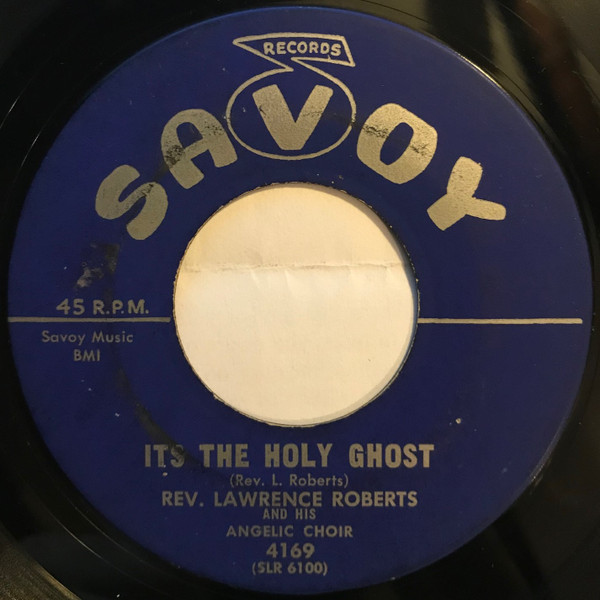 RECORDS
SAVOY
45 R.P.M.
Savoy Music
BMI
ITS THE HOLY GHOST
(Rev. L. Roberts)
REV. LAWRENCE ROBERTS
AND HIS
ANGELIC CHOIR
4169
(SLR 6100)